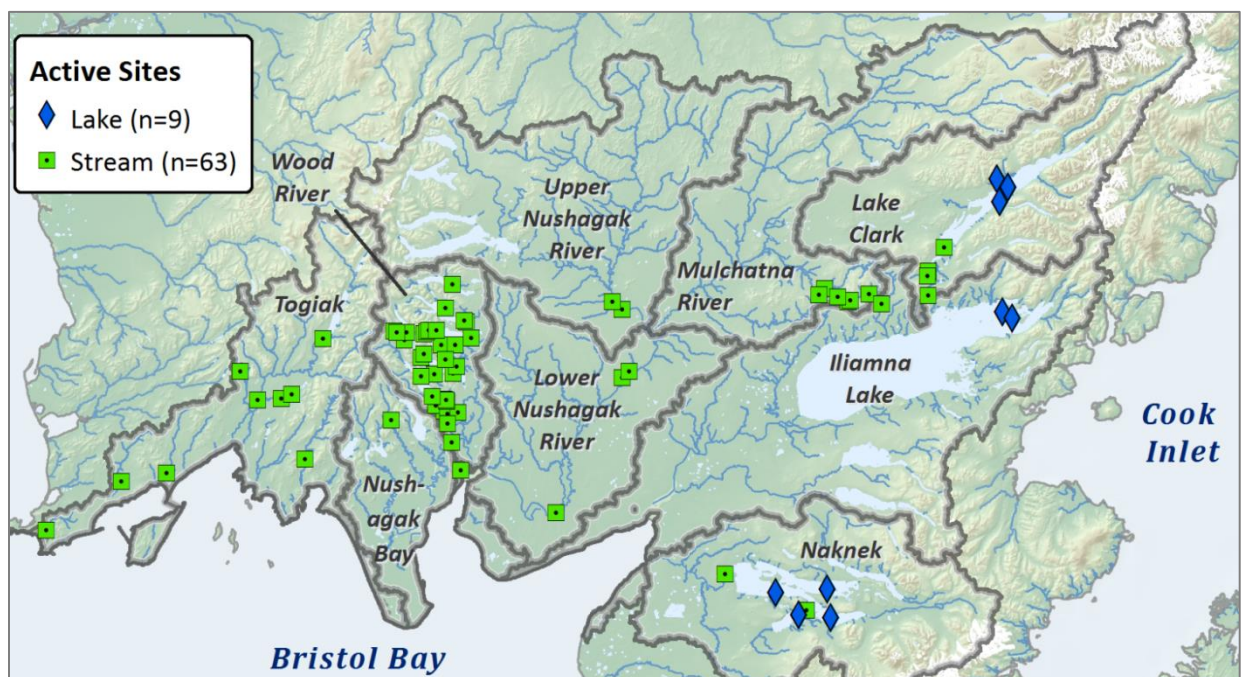 Active Sites
Lake (n=9)
Stream (n=63)
Wood
River
Upper
Nushagak
River
Lake
Clark
Mulchatna
River
Togiak
Iliamna
Lake
Lower
Nushagak
River
Cook
Inlet
Nush-
agak
Bay
Naknek
Bristol Bay